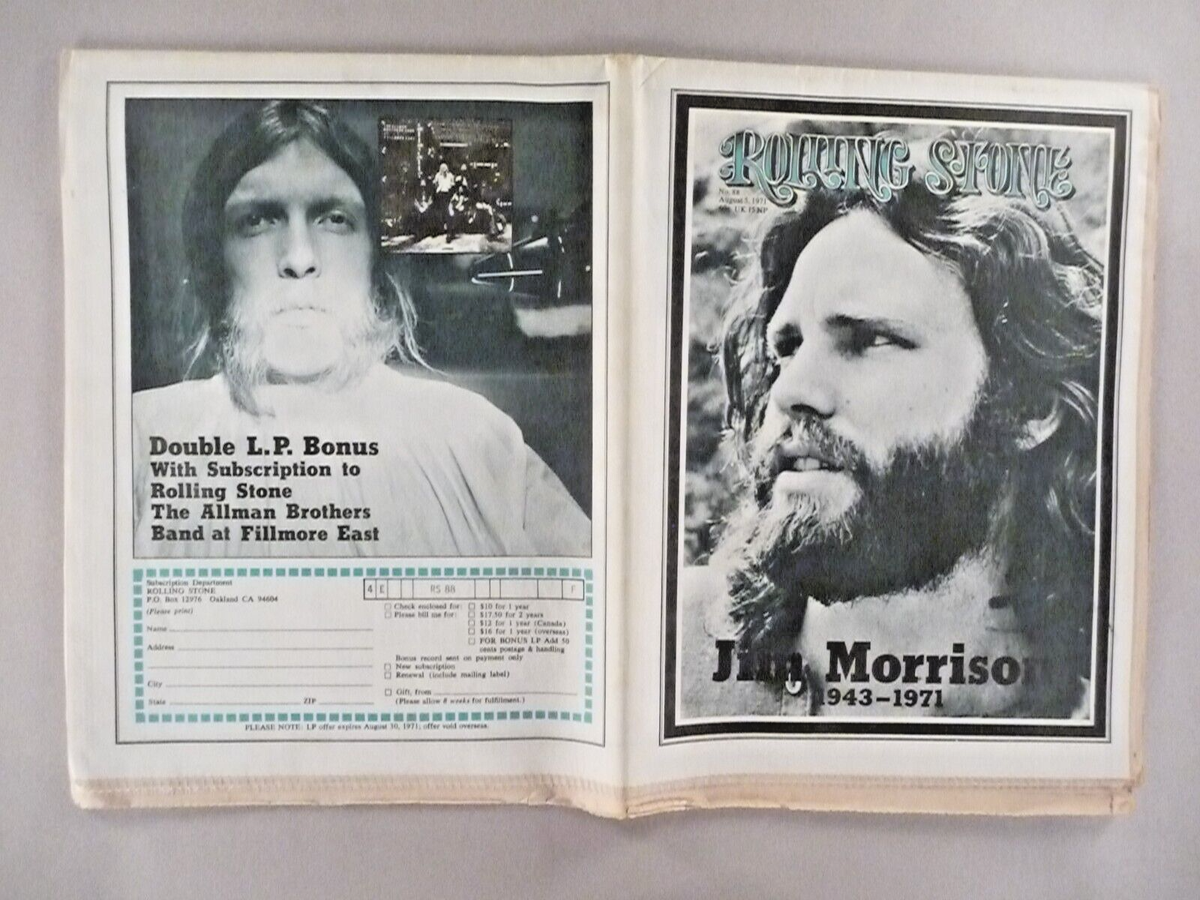 Double L.P. Bonus
With Subscription to
Rolling Stone
The Allman Brothers
Band at Fillmore East
Subscription Department
ROLLING STONE
P.O. Box 12976 Oakland CA 94604
(Please print)
Name
Address
City
State ZIP
4 E RS 88 F
Check enclosed for:
Please bill me for:
$10 for 1 year
$17.50 for 2 years
$12 for 1 year (Canada)
$16 for 1 year (overseas)
FOR BONUS LP Add 50
cents postage & handling
Bonus record sent on payment only
New subscription
Renewal (include mailing label)
Gift, from
(Please allow 4 weeks for fulfillment.)
PLEASE NOTE: LP offer expires August 30, 1971; offer void overseas.
ROLLING STONE
No. 88
August 5, 1971
UK 15NP
Jim Morrison
1943-1971